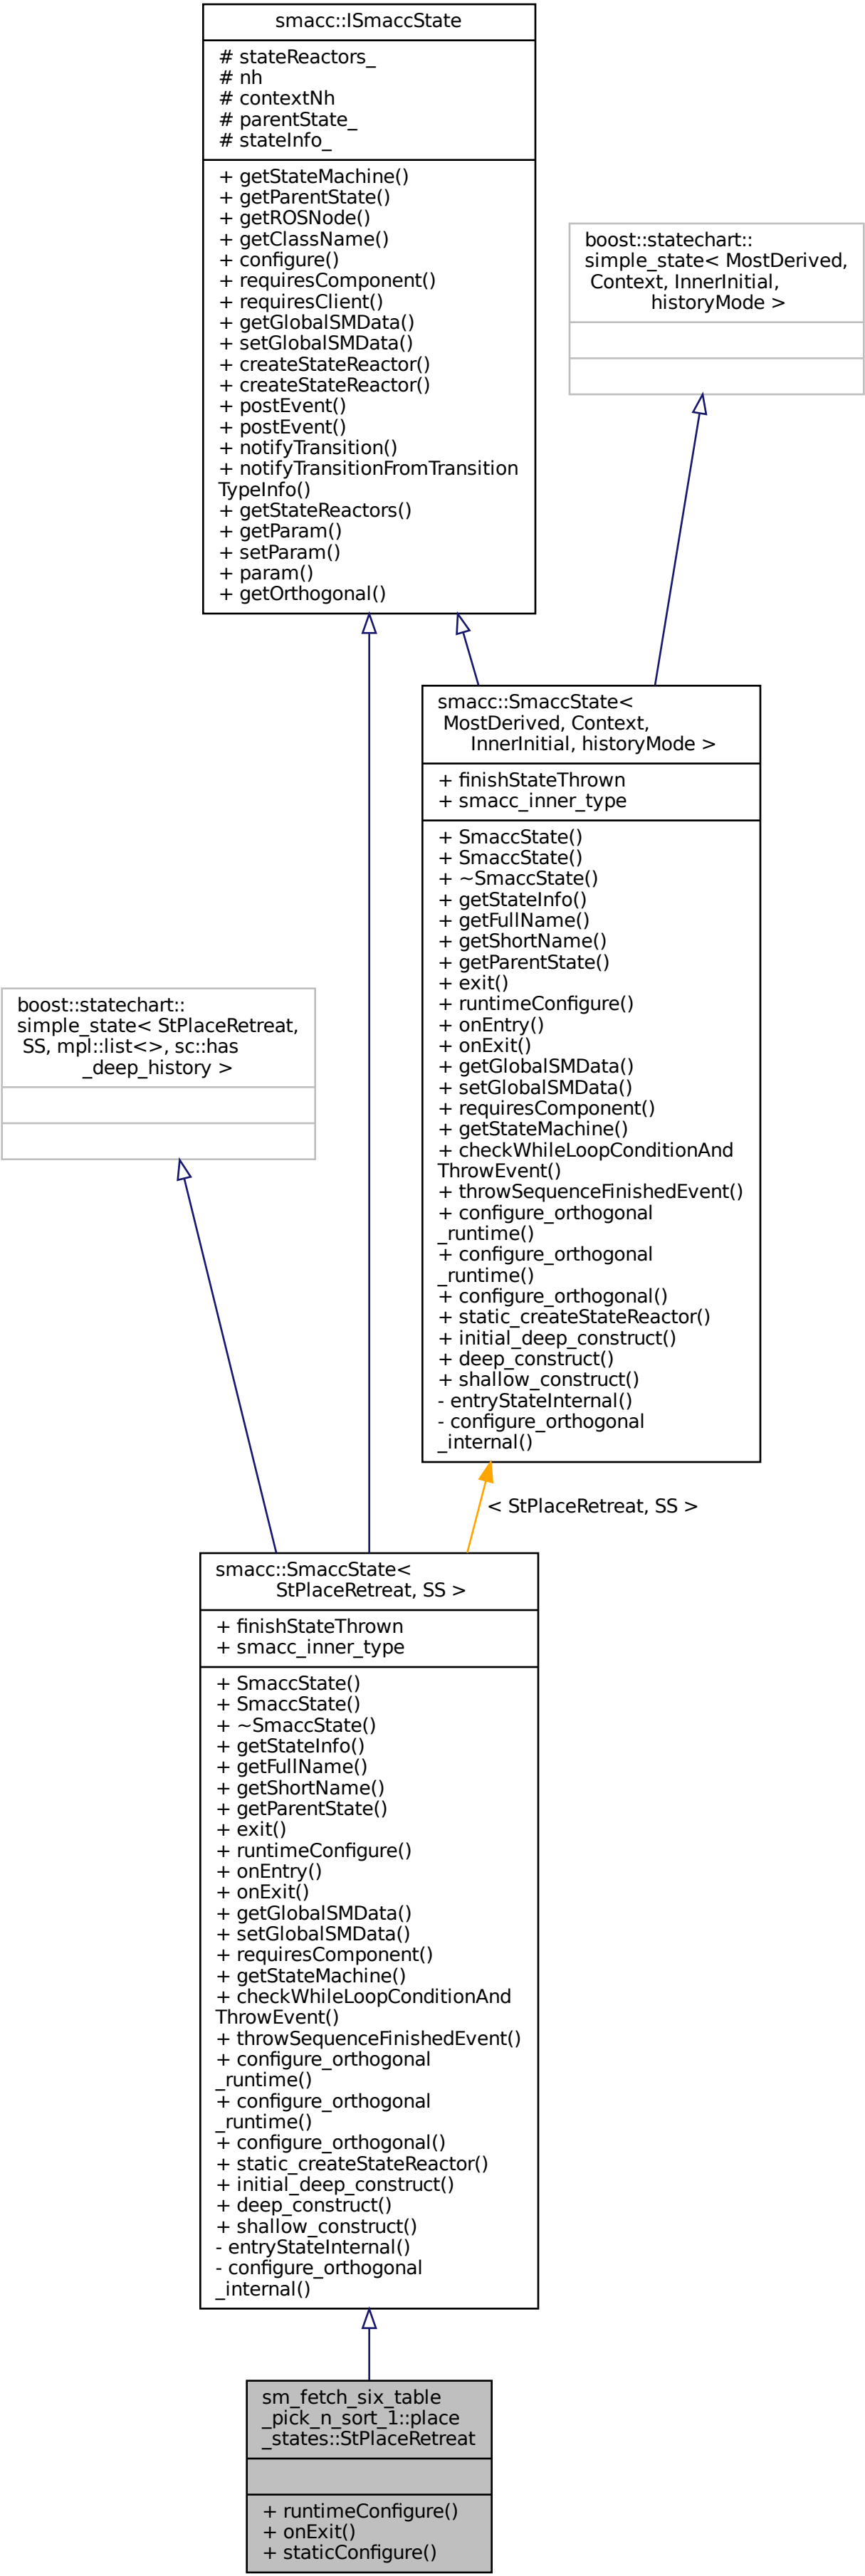 smacc::ISmaccState
# stateReactors_
# nh
# contextNh
# parentState_
# stateInfo_
+ getStateMachine()
+ getParentState()
+ getROSNode()
+ getClassName()
+ configure()
+ requiresComponent()
+ requiresClient()
+ getGlobalSMData()
+ setGlobalSMData()
+ createStateReactor()
+ createStateReactor()
+ postEvent()
+ postEvent()
+ notifyTransition()
+ notifyTransitionFromTransition
TypeInfo()
+ getStateReactors()
+ getParam()
+ setParam()
+ param()
+ getOrthogonal()
boost::statechart::
simple_state< MostDerived,
Context, InnerInitial,
historyMode >
smacc::SmaccState<
MostDerived, Context,
InnerInitial, historyMode >
+ finishStateThrown
+ smacc_inner_type
+ SmaccState()
+ SmaccState()
+ ~SmaccState()
+ getStateInfo()
+ getFullName()
+ getShortName()
+ getParentState()
+ exit()
+ runtimeConfigure()
+ onEntry()
+ onExit()
+ getGlobalSMData()
+ setGlobalSMData()
+ requiresComponent()
+ getStateMachine()
+ checkWhileLoopConditionAnd
ThrowEvent()
+ throwSequenceFinishedEvent()
+ configure_orthogonal
_runtime()
+ configure_orthogonal
_runtime()
+ configure_orthogonal()
+ static_createStateReactor()
+ initial_deep_construct()
+ deep_construct()
+ shallow_construct()
- entryStateInternal()
- configure_orthogonal
_internal()
boost::statechart::
simple_state< StPlaceRetreat,
SS, mpl::list<>, sc::has
_deep_history >
< StPlaceRetreat, SS >
smacc::SmaccState<
StPlaceRetreat, SS >
+ finishStateThrown
+ smacc_inner_type
+ SmaccState()
+ SmaccState()
+ ~SmaccState()
+ getStateInfo()
+ getFullName()
+ getShortName()
+ getParentState()
+ exit()
+ runtimeConfigure()
+ onEntry()
+ onExit()
+ getGlobalSMData()
+ setGlobalSMData()
+ requiresComponent()
+ getStateMachine()
+ checkWhileLoopConditionAnd
ThrowEvent()
+ throwSequenceFinishedEvent()
+ configure_orthogonal
_runtime()
+ configure_orthogonal
_runtime()
+ configure_orthogonal()
+ static_createStateReactor()
+ initial_deep_construct()
+ deep_construct()
+ shallow_construct()
- entryStateInternal()
- configure_orthogonal
_internal()
sm_fetch_six_table
_pick_n_sort_1::place
_states::StPlaceRetreat
+ runtimeConfigure()
+ onExit()
+ staticConfigure()